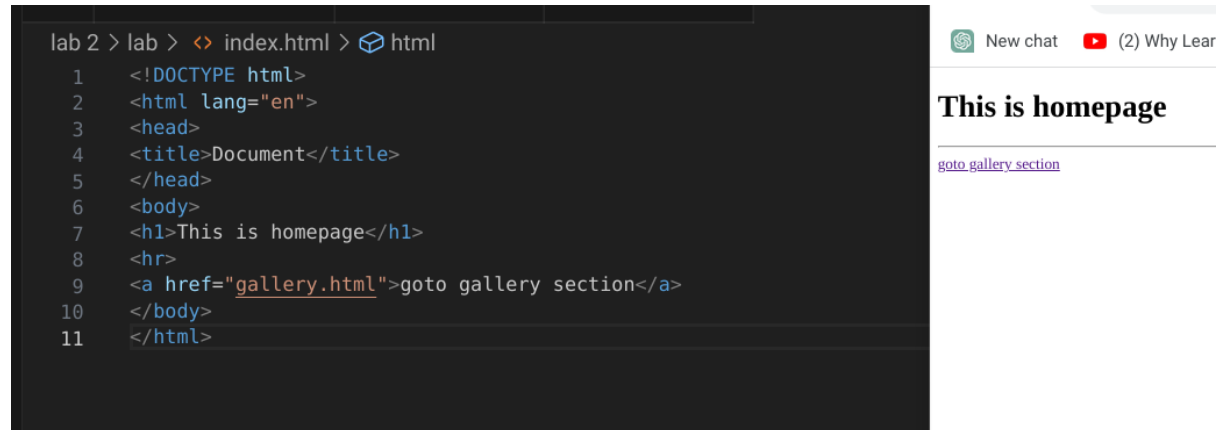 lab 2 > lab > <> index.html > html
1 <!DOCTYPE html>
2 <html lang="en">
3 <head>
4 <title>Document</title>
5 </head>
6 <body>
7 <h1>This is homepage</h1>
8 <hr>
9 <a href="gallery.html">goto gallery section</a>
10 </body>
11 </html>
New chat (2) Why Lear
This is homepage
goto gallery section